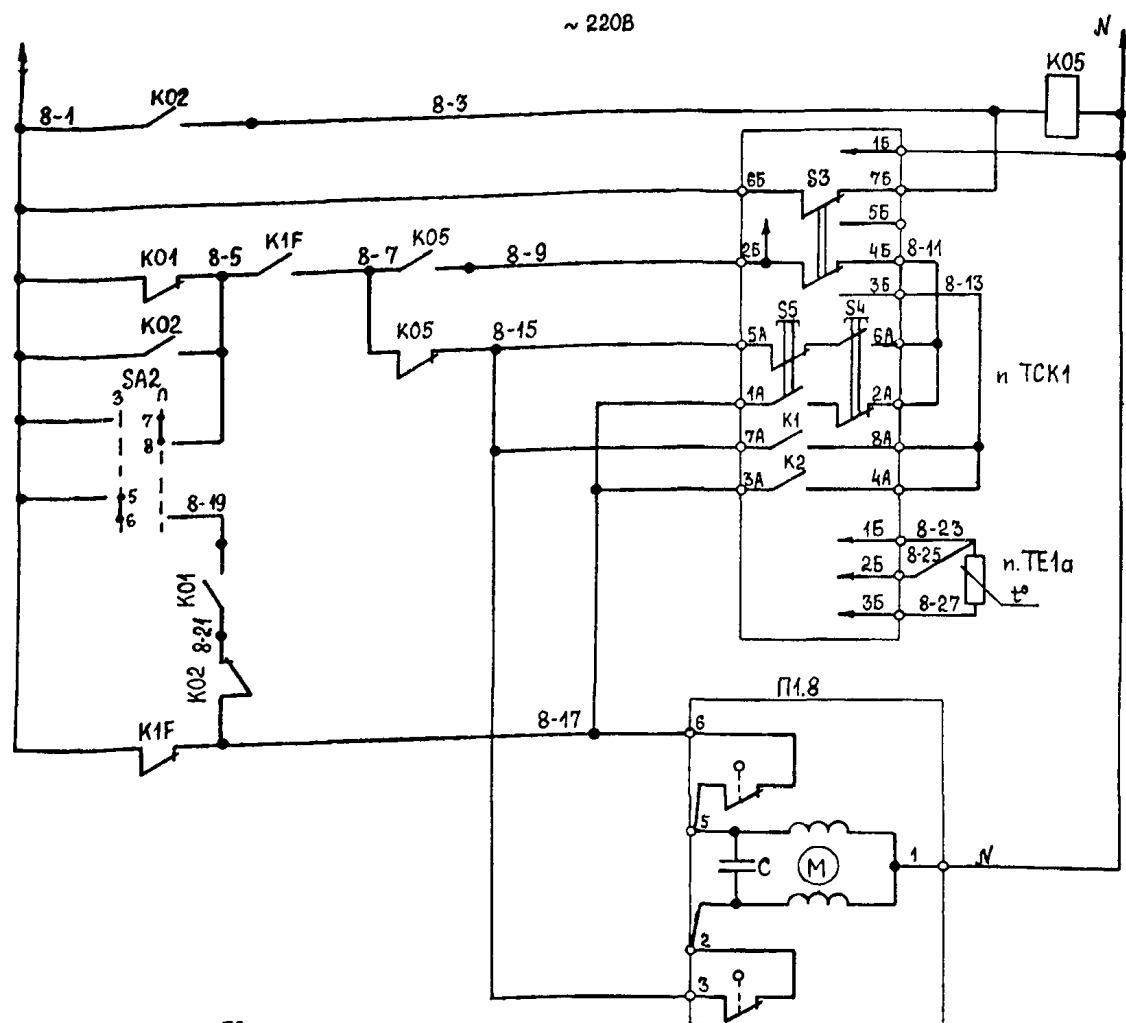 ~ 220В
N
К05
К02
8-1
8-3
1Б
6Б
S3
7Б
5Б
К01
8-5
К1F
8-7
К05
8-9
2Б
4Б
8-11
3Б
8-13
К02
К05
8-15
S5
S4
5А
6А
п ТСК1
SA2
З
П
7
8
1А
2А
7А
К1
8А
К2
3А
4А
5
6
8-19
1Б
8-23
2Б
8-25
п.ТЕ1а
t°
3Б
8-27
К01
8-21
К02
П1.8
К1F
8-17
6
5
С
М
1
N
2
3